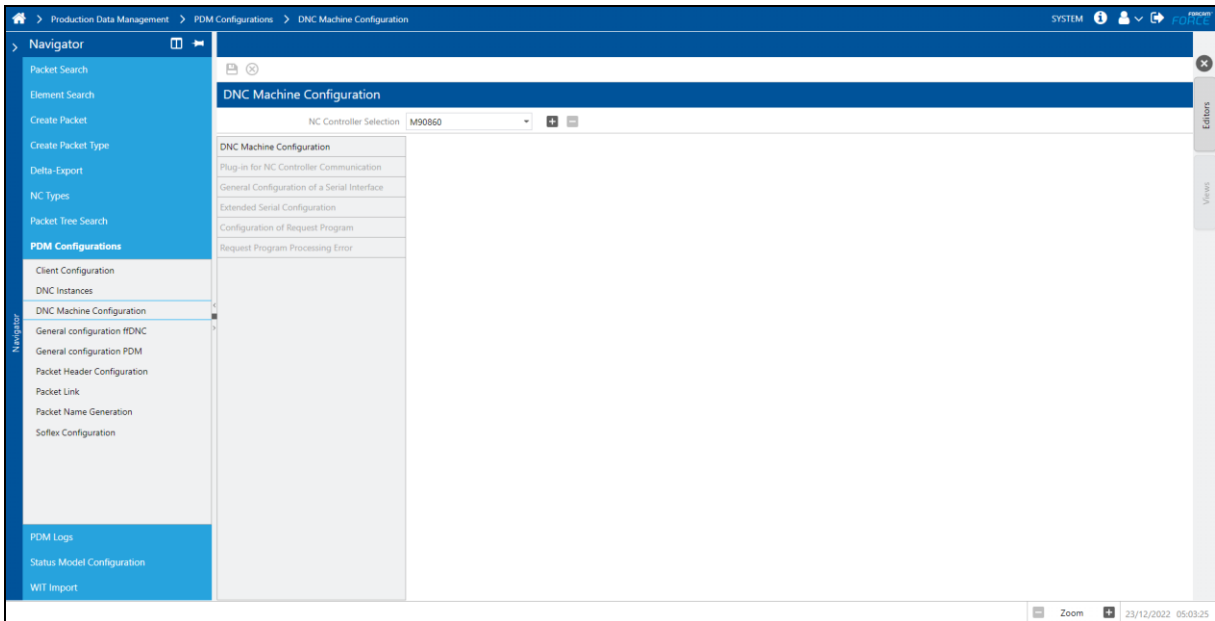 Production Data Management > PDM Configurations > DNC Machine Configuration
SYSTEM
FORCAM
FORCE
Navigator
Packet Search
Element Search
Create Packet
Create Packet Type
Delta-Export
NC Types
Packet Tree Search
PDM Configurations
Client Configuration
DNC Instances
DNC Machine Configuration
General configuration ffDNC
General configuration PDM
Packet Header Configuration
Packet Link
Packet Name Generation
Soflex Configuration
PDM Logs
Status Model Configuration
WIT Import
Navigator
DNC Machine Configuration
NC Controller Selection M90860
DNC Machine Configuration
Plug-in for NC Controller Communication
General Configuration of a Serial Interface
Extended Serial Configuration
Configuration of Request Program
Request Program Processing Error
Editors
Views
Zoom 23/12/2022 05:03:25